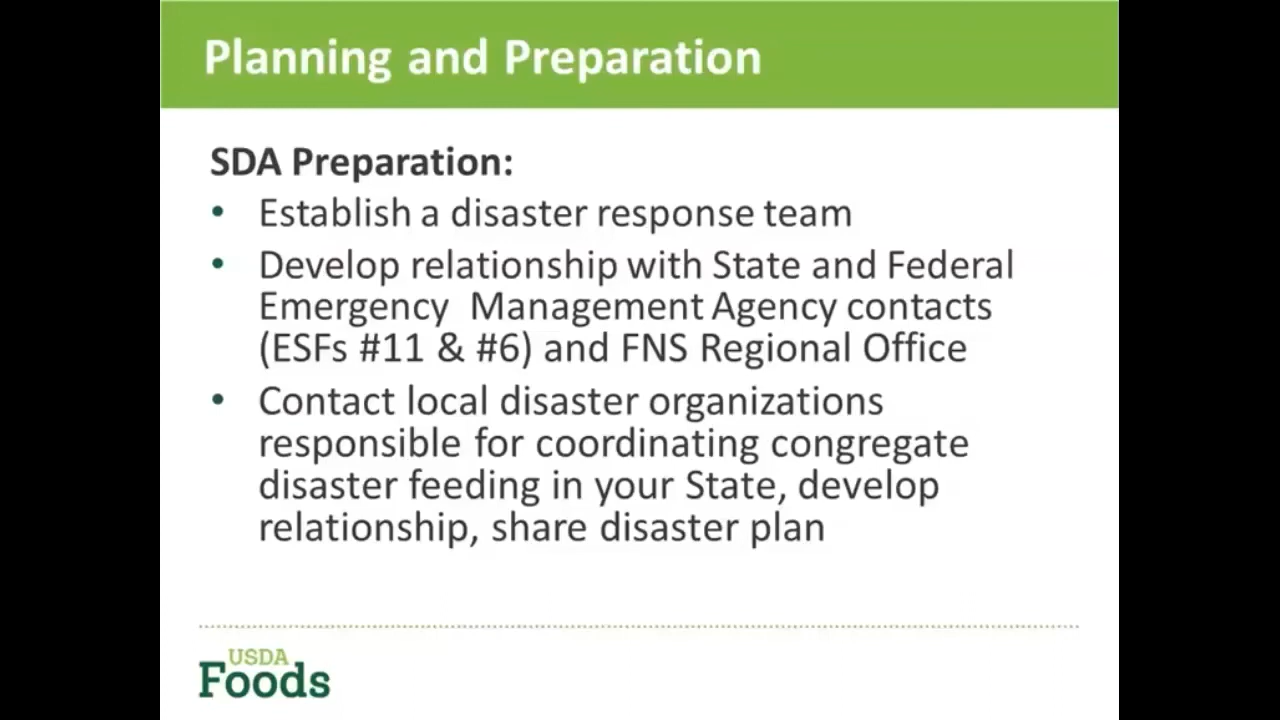 Planning and Preparation
SDA Preparation:
• Establish a disaster response team
• Develop relationship with State and Federal
Emergency Management Agency contacts
(ESFs #11 & #6) and FNS Regional Office
• Contact local disaster organizations
responsible for coordinating congregate
disaster feeding in your State, develop
relationship, share disaster plan
USDA
Foods